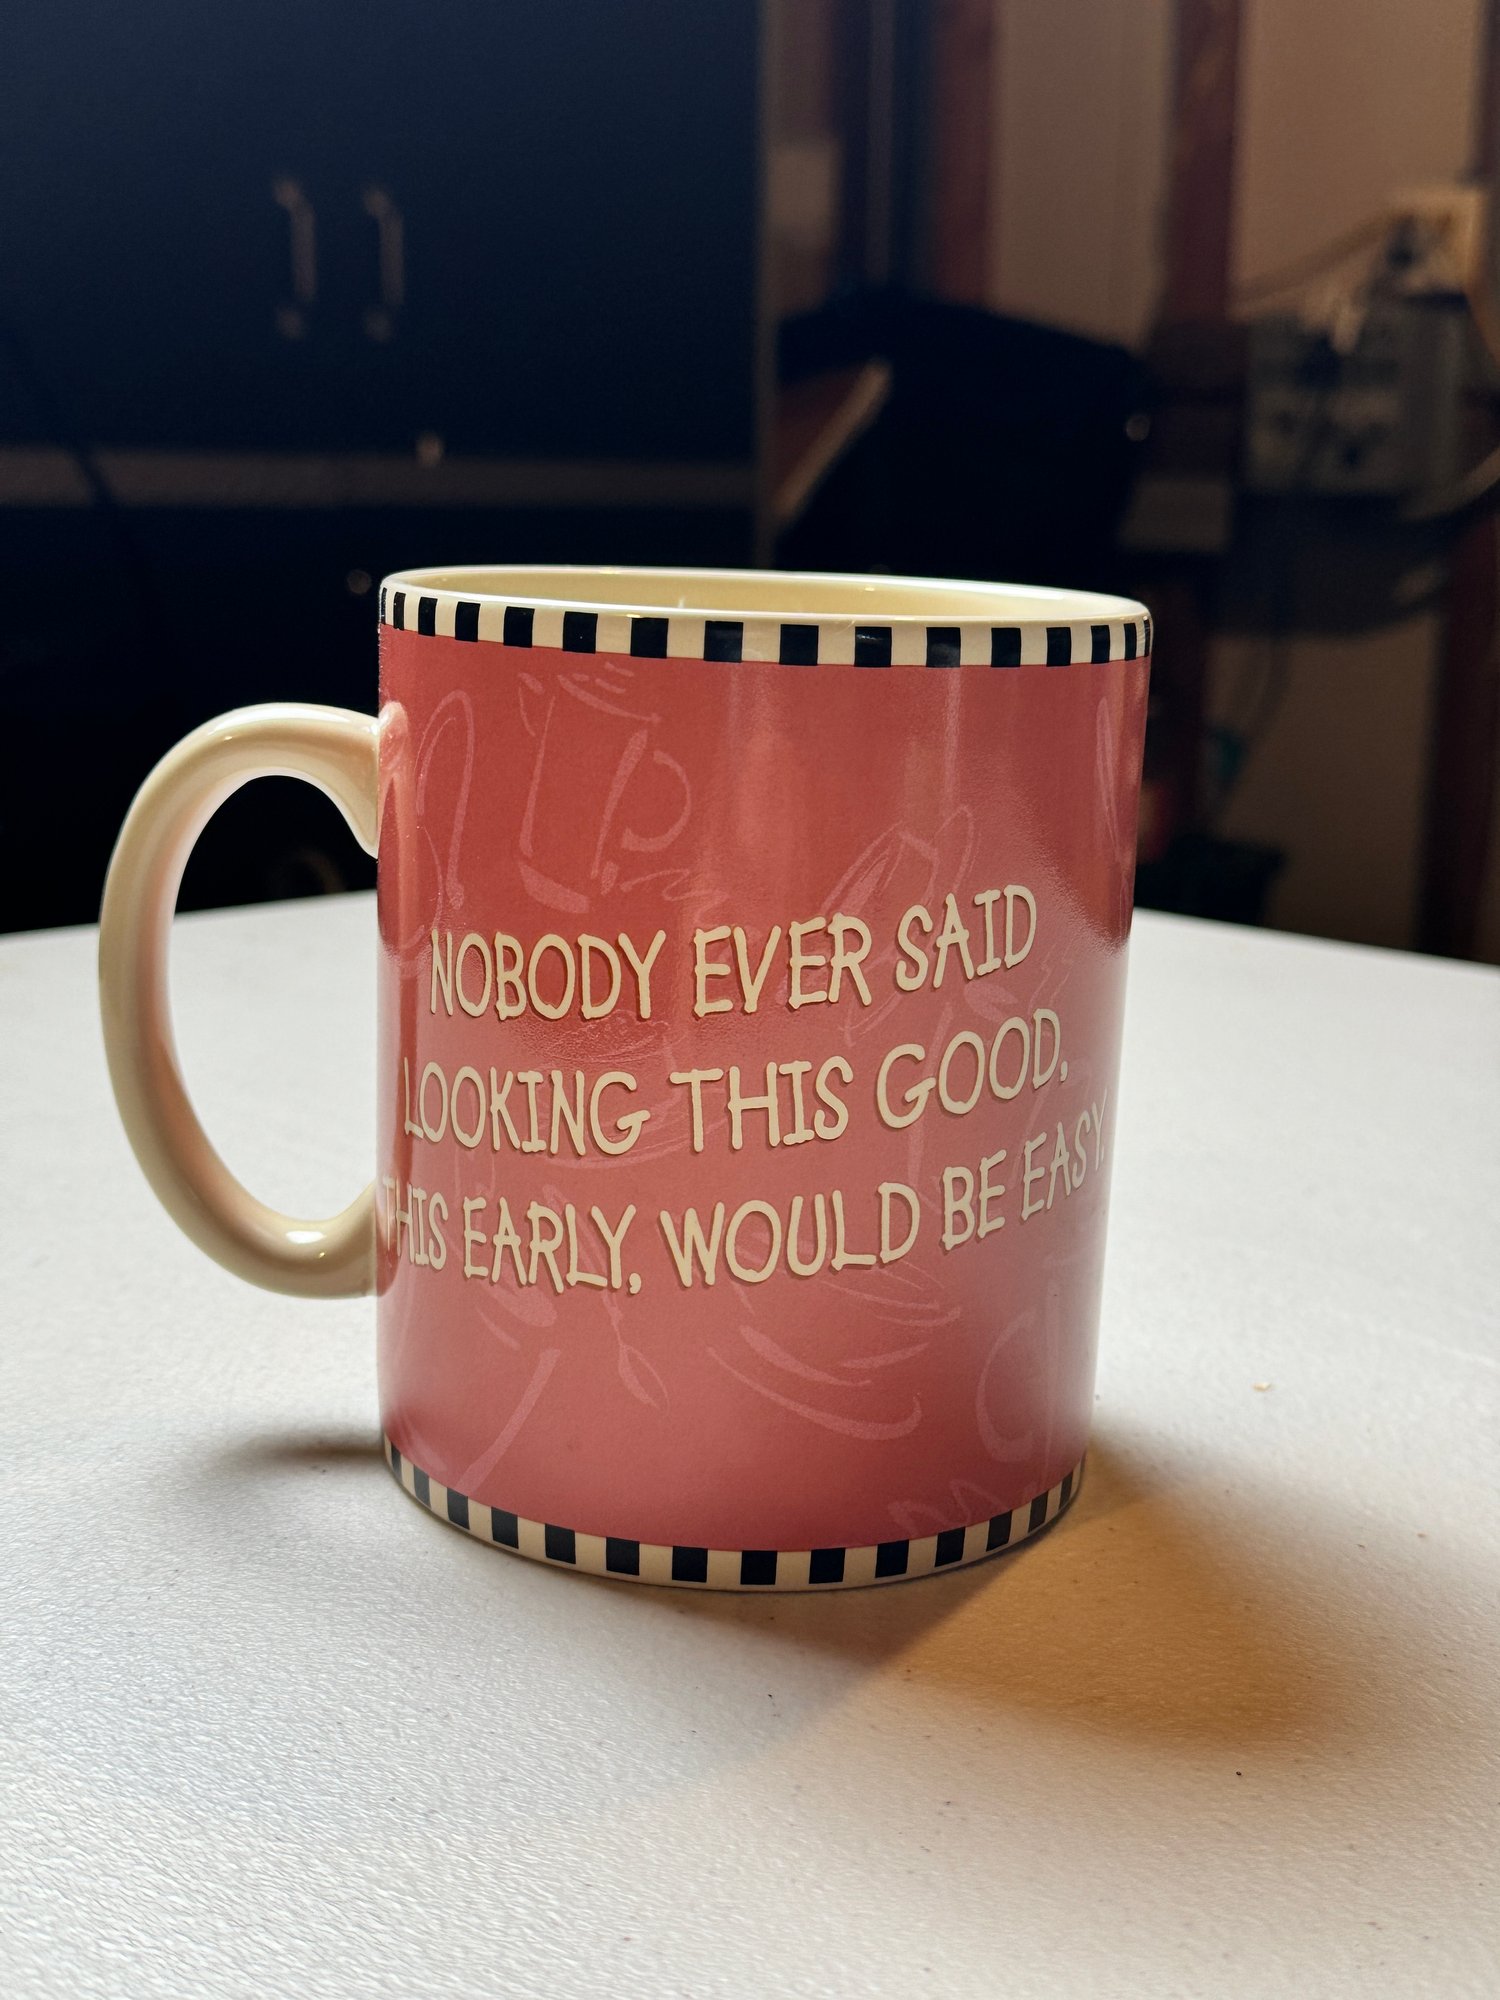 NOBODY EVER SAID
LOOKING THIS GOOD,
THIS EARLY, WOULD BE EASY.